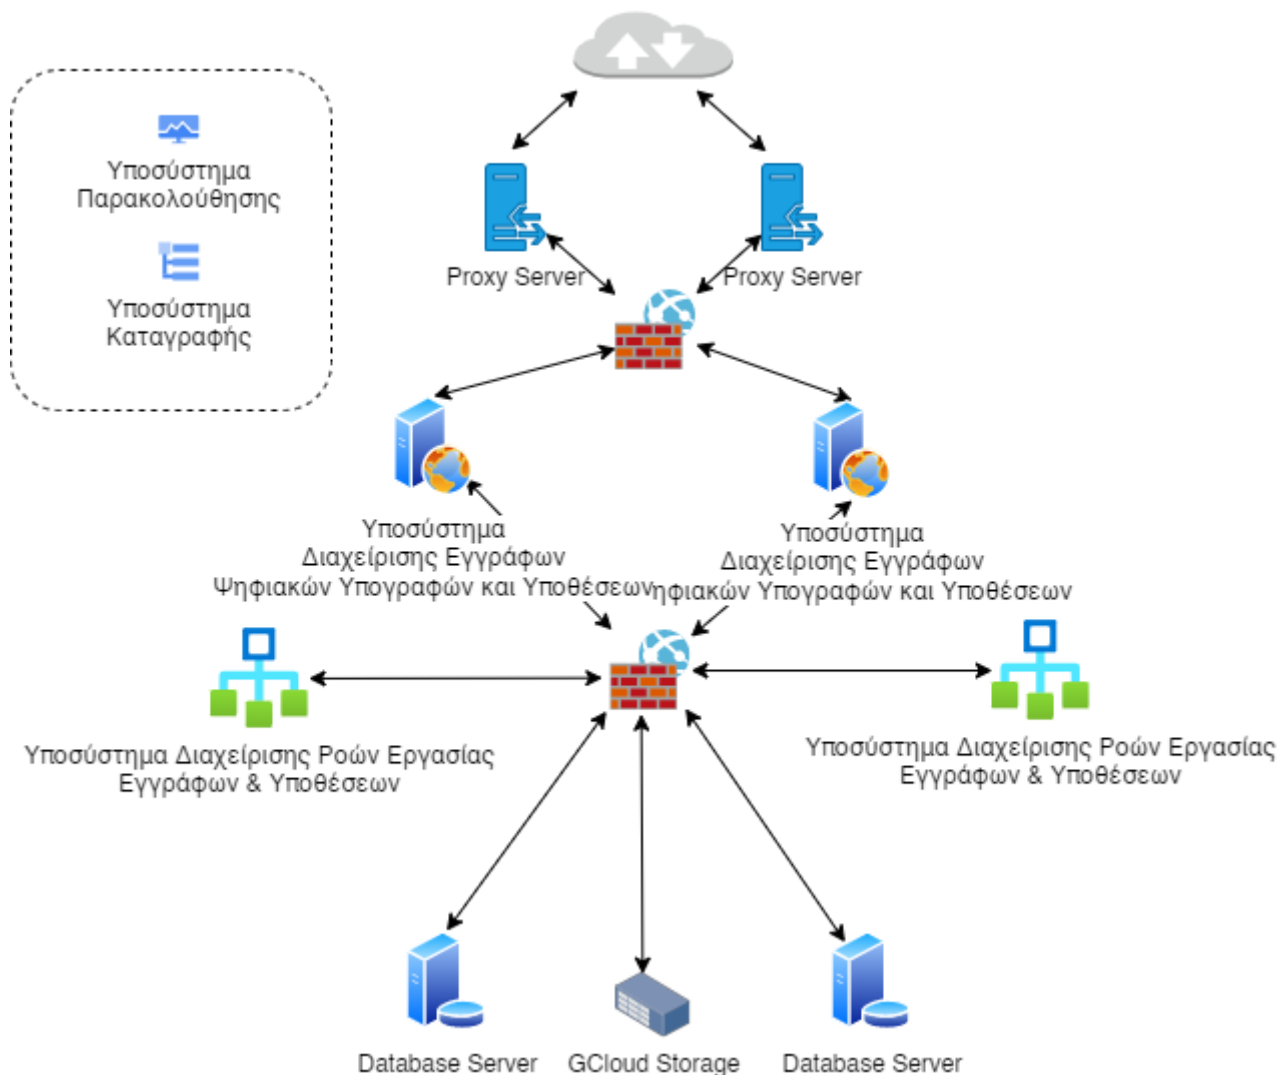 Υποσύστημα
Παρακολούθησης
Υποσύστημα
Καταγραφής
Proxy Server
Proxy Server
Υποσύστημα
Διαχείρισης Εγγράφων
Ψηφιακών Υπογραφών και Υποθέσεων
Υποσύστημα
Διαχείρισης Εγγράφων
ηφιακών Υπογραφών και Υποθέσεων
Υποσύστημα Διαχείρισης Ροών Εργασίας
Εγγράφων & Υποθέσεων
Υποσύστημα Διαχείρισης Ροών Εργασίας
Εγγράφων & Υποθέσεων
Database Server
GCloud Storage
Database Server